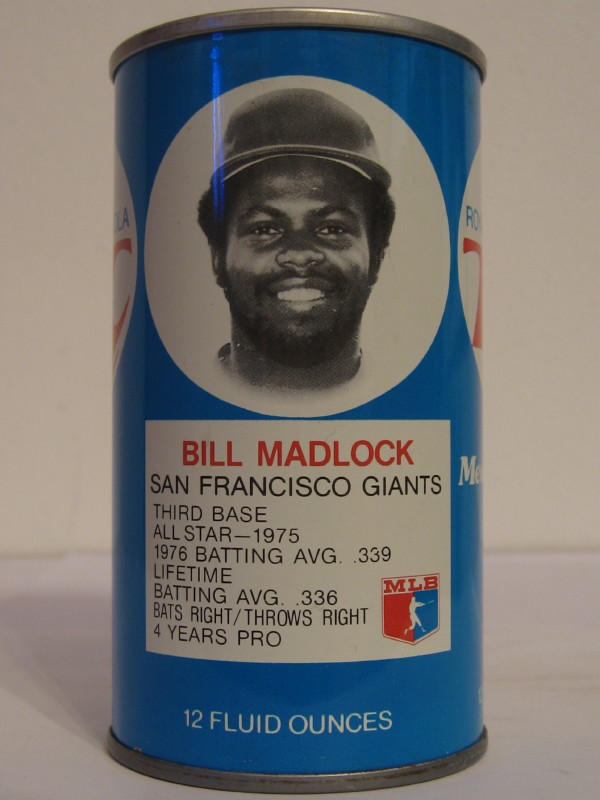 BILL MADLOCK
SAN FRANCISCO GIANTS
THIRD BASE
ALL STAR—1975
1976 BATTING AVG. .339
LIFETIME
BATTING AVG. .336
BATS RIGHT/THROWS RIGHT
4 YEARS PRO
MLB
12 FLUID OUNCES